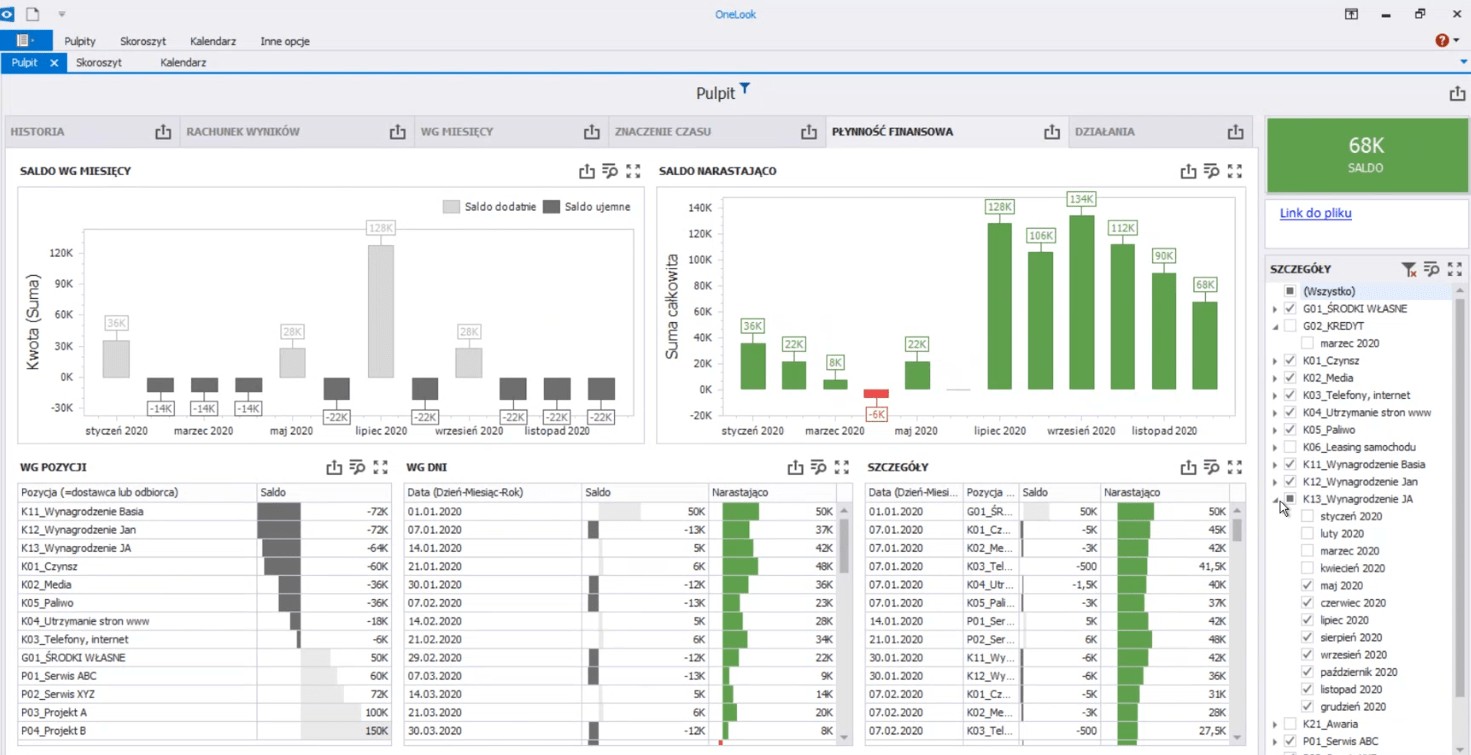 OneLook
Pulpity Skoroszyt Kalendarz Inne opcje
Pulpit Skoroszyt Kalendarz
Pulpit
HISTORIA RACHUNEK WYNIKÓW WG MIESIĘCY ZNACZENIE CZASU PŁYNNOŚĆ FINANSOWA DZIAŁANIA
SALDO WG MIESIĘCY
Saldo dodatnie Saldo ujemne
Kwota (Suma)
120K
90K
60K
30K
0K
-30K
36K -14K -14K -14K 28K -22K 128K -22K 28K -22K -22K -22K
styczeń 2020 marzec 2020 maj 2020 lipiec 2020 wrzesień 2020 listopad 2020
SALDO NARASTAJĄCO
Suma całkowita
140K
120K
100K
80K
60K
40K
20K
0K
-20K
36K 22K 8K -6K 22K 128K 106K 134K 112K 90K 68K
styczeń 2020 marzec 2020 maj 2020 lipiec 2020 wrzesień 2020 listopad 2020
WG POZYCJI
Pozycja (=dostawca lub odbiorca) Saldo
K11_Wynagrodzenie Basia -72K
K12_Wynagrodzenie Jan -72K
K13_Wynagrodzenie JA -64K
K01_Czynsz -60K
K02_Media -36K
K05_Paliwo -36K
K04_Utrzymanie stron www -18K
K03_Telefony, internet -6K
G01_ŚRODKI WŁASNE 50K
P01_Serwis ABC 60K
P02_Serwis XYZ 72K
P03_Projekt A 100K
P04_Projekt B 150K
WG DNI
Data (Dzień-Miesiąc-Rok) Saldo Narastająco
01.01.2020 50K 50K
07.01.2020 -13K 37K
14.01.2020 5K 42K
21.01.2020 6K 48K
30.01.2020 -12K 36K
07.02.2020 -13K 23K
14.02.2020 5K 28K
21.02.2020 6K 34K
29.02.2020 -12K 22K
07.03.2020 -13K 9K
14.03.2020 5K 14K
21.03.2020 6K 20K
30.03.2020 -12K 8K
SZCZEGÓŁY
Data (Dzień-Miesi... Pozycja ... Saldo Narastająco
01.01.2020 G01_ŚR... 50K 50K
07.01.2020 K01_Cz... -5K 45K
07.01.2020 K02_Me... -3K 42K
07.01.2020 K03_Tel... -500 41,5K
07.01.2020 K04_Utr... -1,5K 40K
07.01.2020 K05_Pali... -3K 37K
14.01.2020 P01_Ser... 5K 42K
21.01.2020 P02_Ser... 6K 48K
30.01.2020 K11_Wy... -6K 42K
30.01.2020 K12_Wy... -6K 36K
07.02.2020 K01_Cz... -5K 31K
07.02.2020 K02_Me... -3K 28K
07.02.2020 K03_Tel... -500 27,5K
68K
SALDO
Link do pliku
SZCZEGÓŁY
(Wszystko)
G01_ŚRODKI WŁASNE
G02_KREDYT
marzec 2020
K01_Czynsz
K02_Media
K03_Telefony, internet
K04_Utrzymanie stron www
K05_Paliwo
K06_Leasing samochodu
K11_Wynagrodzenie Basia
K12_Wynagrodzenie Jan
K13_Wynagrodzenie JA
styczeń 2020
luty 2020
marzec 2020
kwiecień 2020
maj 2020
czerwiec 2020
lipiec 2020
sierpień 2020
wrzesień 2020
październik 2020
listopad 2020
grudzień 2020
K21_Awaria
P01_Serwis ABC